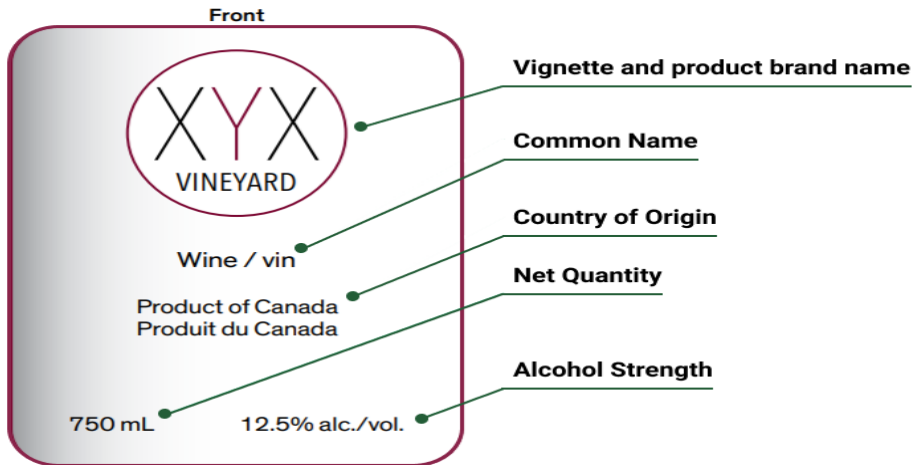 Front
XYX
VINEYARD
Wine / vin
Product of Canada
Produit du Canada
750 mL
12.5% alc./vol.
Vignette and product brand name
Common Name
Country of Origin
Net Quantity
Alcohol Strength